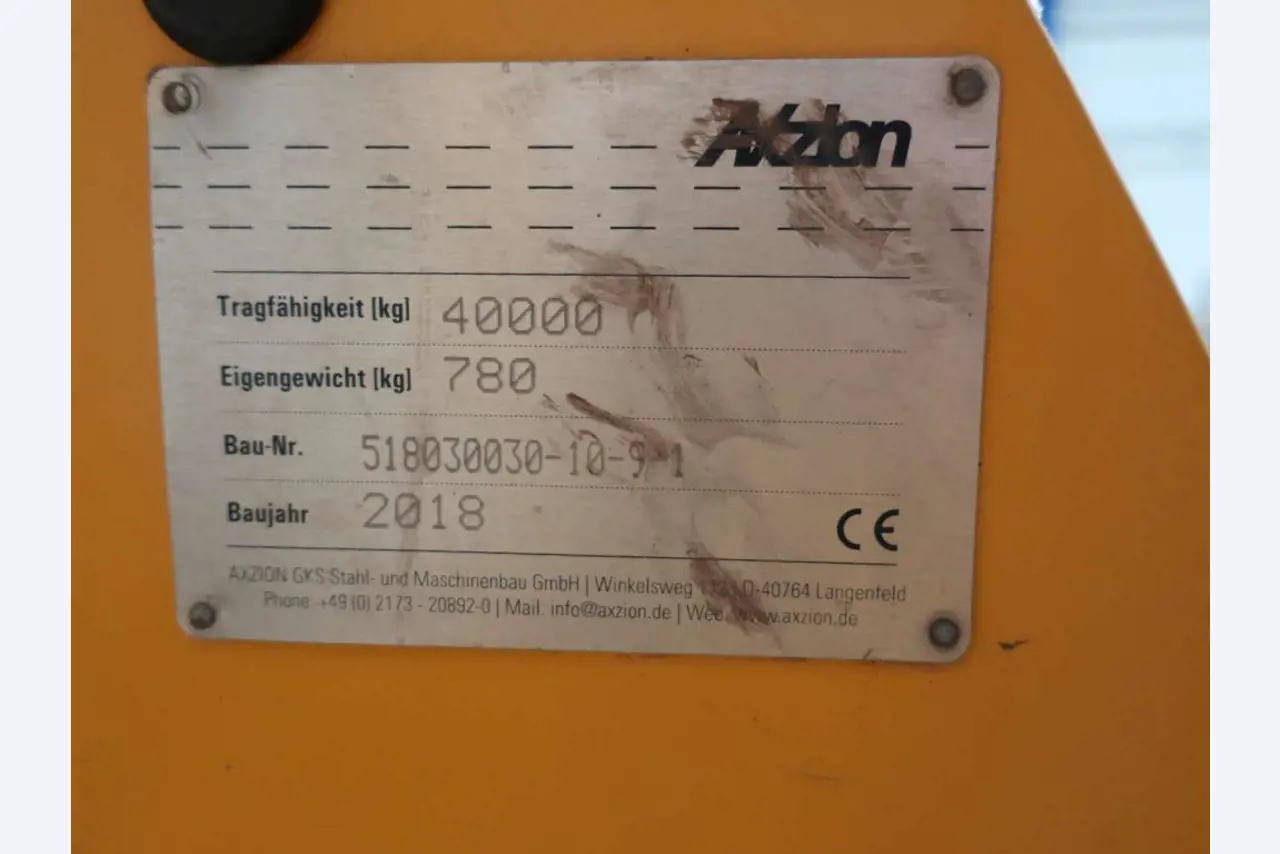 Axzion
Tragfähigkeit [kg] 40000
Eigengewicht [kg] 780
Bau-Nr. 518030030-10-9-1
Baujahr 2018
CE
AXZION GKS Stahl- und Maschinenbau GmbH | Winkelsweg D-40764 Langenfeld
Phone +49 (0) 2173 - 20892-0 | Mail: info@axzion.de | www.axzion.de